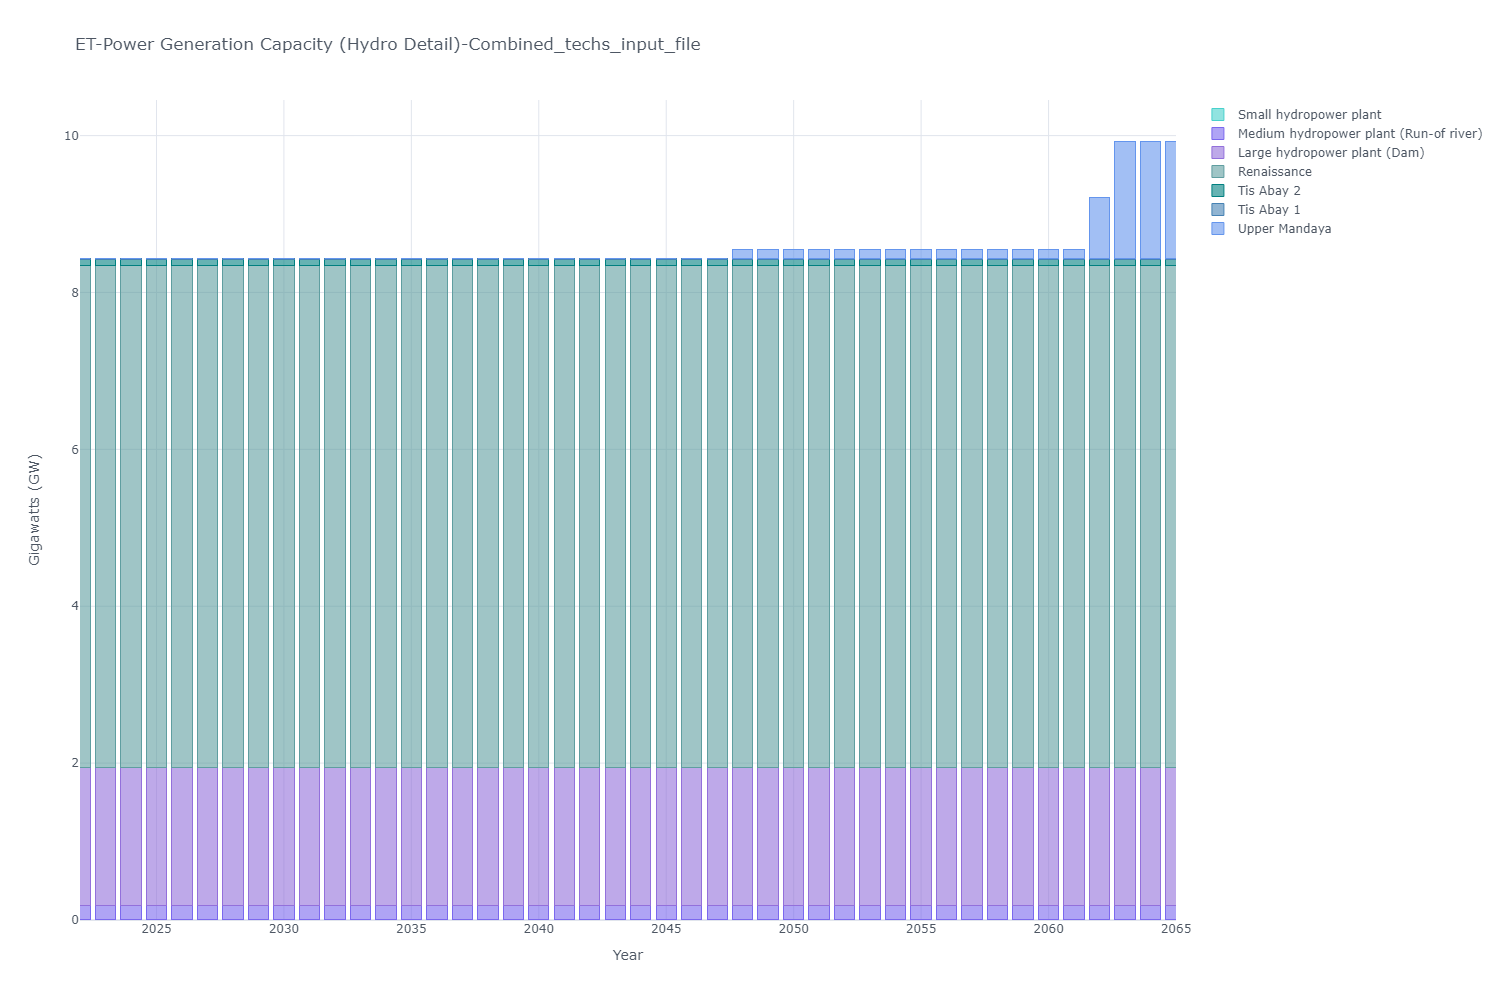 ET-Power Generation Capacity (Hydro Detail)-Combined_techs_input_file
Small hydropower plant
Medium hydropower plant (Run-of river)
Large hydropower plant (Dam)
Renaissance
Tis Abay 2
Tis Abay 1
Upper Mandaya
10
8
6
4
2
0
Gigawatts (GW)
2025
2030
2035
2040
2045
2050
2055
2060
2065
Year